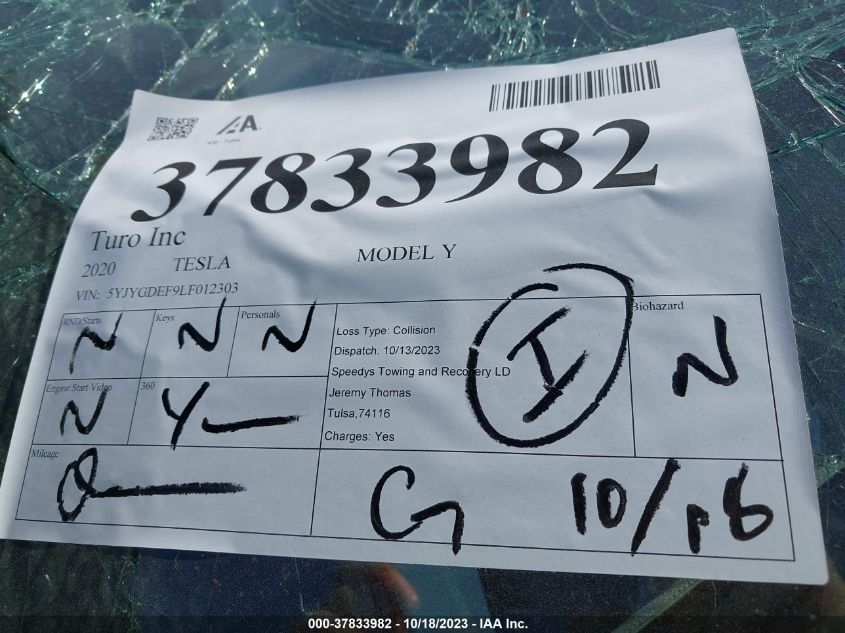 IAA
37833982
Turo Inc
2020 TESLA MODEL Y
VIN: 5YJYGDEF9LF012303
RND/Starts
N
Keys
N
Personals
N
Engine Start Video
N
360
Y
Loss Type: Collision
Dispatch: 10/13/2023
Speedys Towing and Recovery LD
Jeremy Thomas
Tulsa,74116
Charges: Yes
I
Biohazard
N
Mileage
G 10/18
000-37833982 - 10/18/2023 - IAA Inc.